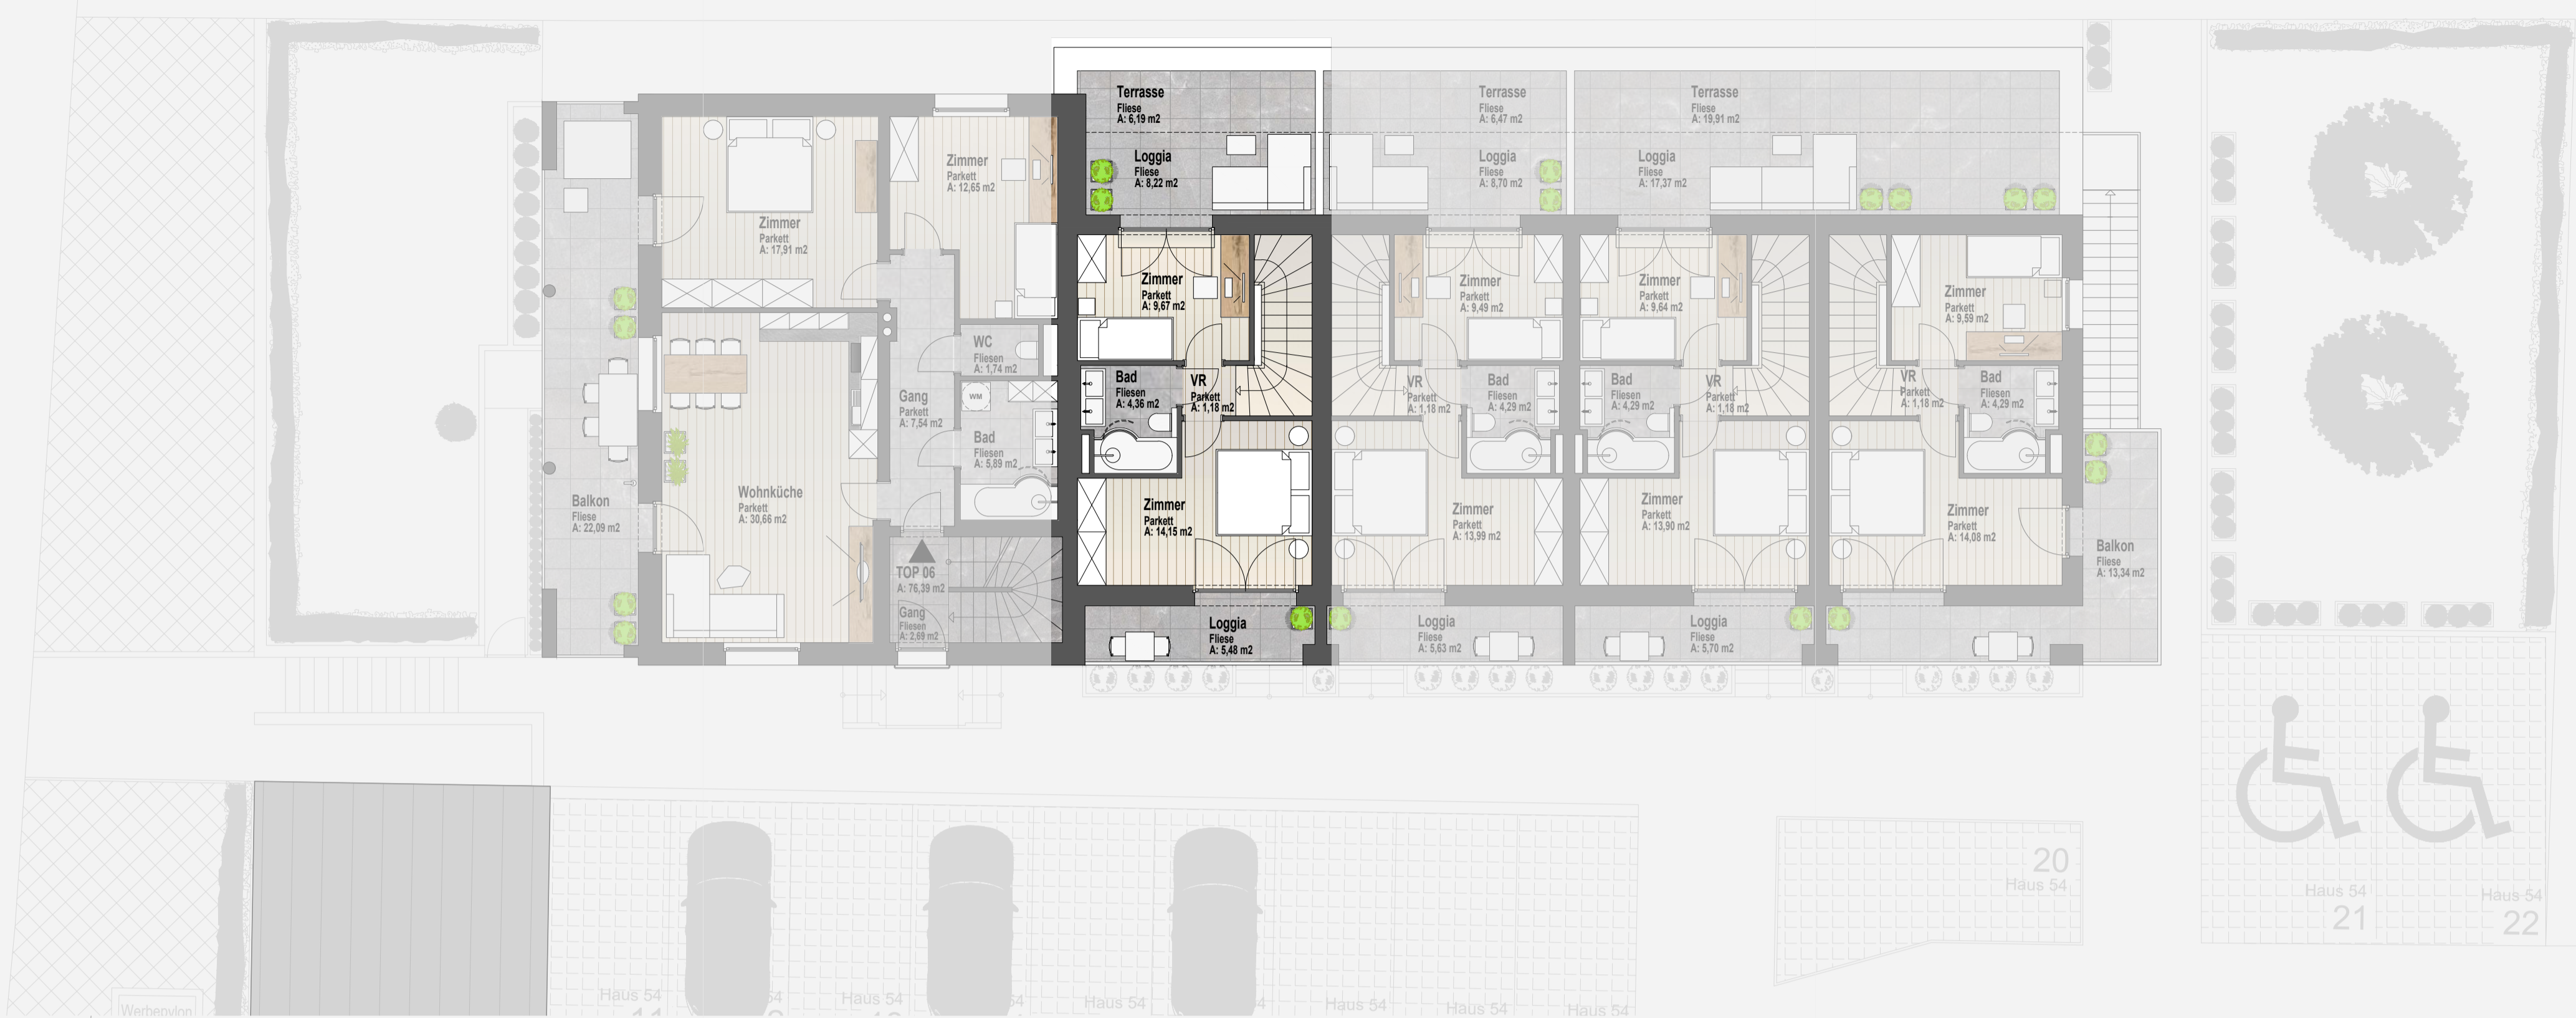 Terrasse
Fliese
A: 6,19 m2
Loggia
Fliese
A: 8,22 m2
Terrasse
Fliese
A: 6,47 m2
Loggia
Fliese
A: 8,70 m2
Terrasse
Fliese
A: 19,91 m2
Loggia
Fliese
A: 17,37 m2
Zimmer
Parkett
A: 17,91 m2
Zimmer
Parkett
A: 12,65 m2
Zimmer
Parkett
A: 9,67 m2
Zimmer
Parkett
A: 9,49 m2
Zimmer
Parkett
A: 9,64 m2
Zimmer
Parkett
A: 9,59 m2
WC
Fliesen
A: 1,74 m2
Gang
Parkett
A: 7,54 m2
WM
Bad
Fliesen
A: 5,89 m2
Bad
Fliesen
A: 4,36 m2
VR
Parkett
A: 1,18 m2
VR
Parkett
A: 1,18 m2
Bad
Fliesen
A: 4,29 m2
Bad
Fliesen
A: 4,29 m2
VR
Parkett
A: 1,18 m2
VR
Parkett
A: 1,18 m2
Bad
Fliesen
A: 4,29 m2
Balkon
Fliese
A: 22,09 m2
Wohnküche
Parkett
A: 30,66 m2
Zimmer
Parkett
A: 14,15 m2
Zimmer
Parkett
A: 13,99 m2
Zimmer
Parkett
A: 13,90 m2
Zimmer
Parkett
A: 14,08 m2
Balkon
Fliese
A: 13,34 m2
TOP 06
A: 76,39 m2
Gang
Fliesen
A: 2,69 m2
Loggia
Fliese
A: 5,48 m2
Loggia
Fliese
A: 5,63 m2
Loggia
Fliese
A: 5,70 m2
20
Haus 54
Haus 54
21
Haus 54
22
Haus 54
Haus 54
Haus 54
Haus 54
Haus 54
Haus 54
Werbepylon